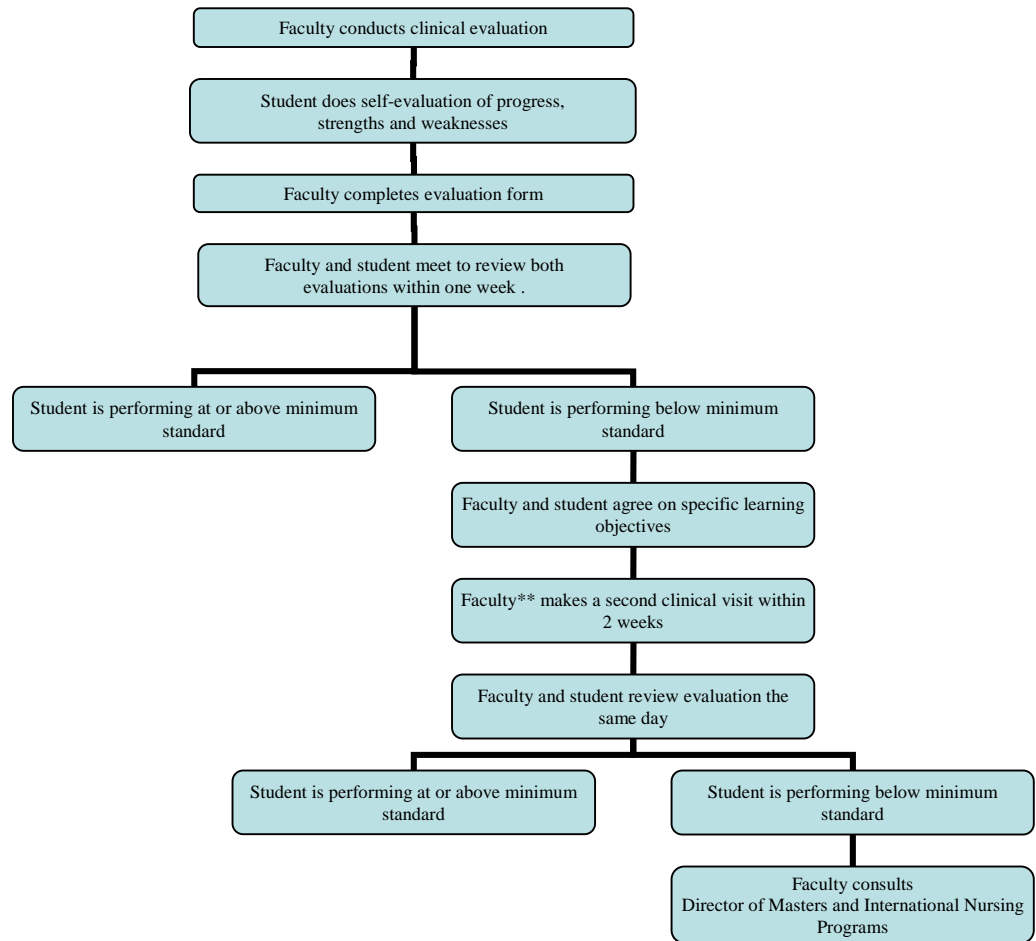 Faculty conducts clinical evaluation
Student does self-evaluation of progress,
strengths and weaknesses
Faculty completes evaluation form
Faculty and student meet to review both
evaluations within one week .
Student is performing at or above minimum
standard
Student is performing below minimum
standard
Faculty and student agree on specific learning
objectives
Faculty** makes a second clinical visit within
2 weeks
Faculty and student review evaluation the
same day
Student is performing at or above minimum
standard
Student is performing below minimum
standard
Faculty consults
Director of Masters and International Nursing
Programs